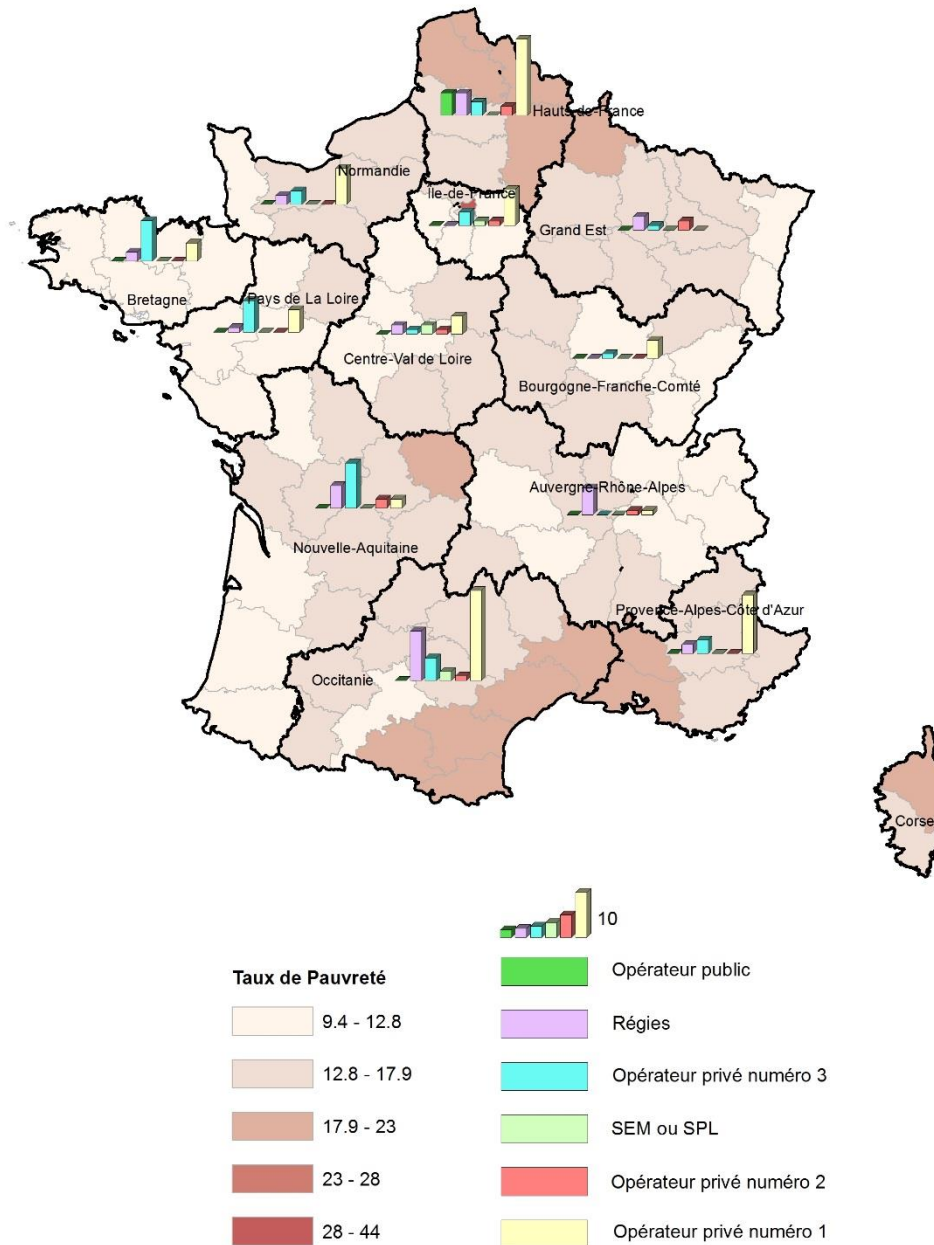 Hauts-de-France
Normandie
Île-de-France
Grand Est
Bretagne
Pays de La Loire
Centre-Val de Loire
Bourgogne-Franche-Comté
Auvergne-Rhône-Alpes
Nouvelle-Aquitaine
Provence-Alpes-Côte d'Azur
Occitanie
Corse
10
Taux de Pauvreté
9.4 - 12.8
12.8 - 17.9
17.9 - 23
23 - 28
28 - 44
Opérateur public
Régies
Opérateur privé numéro 3
SEM ou SPL
Opérateur privé numéro 2
Opérateur privé numéro 1